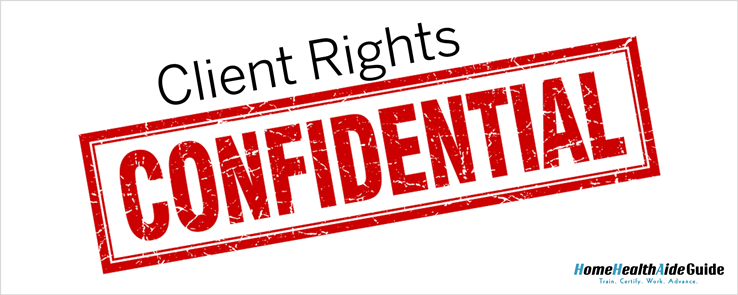 Client Rights
CONFIDENTIAL
HomeHealthAideGuide
Train. Certify. Work. Advance.